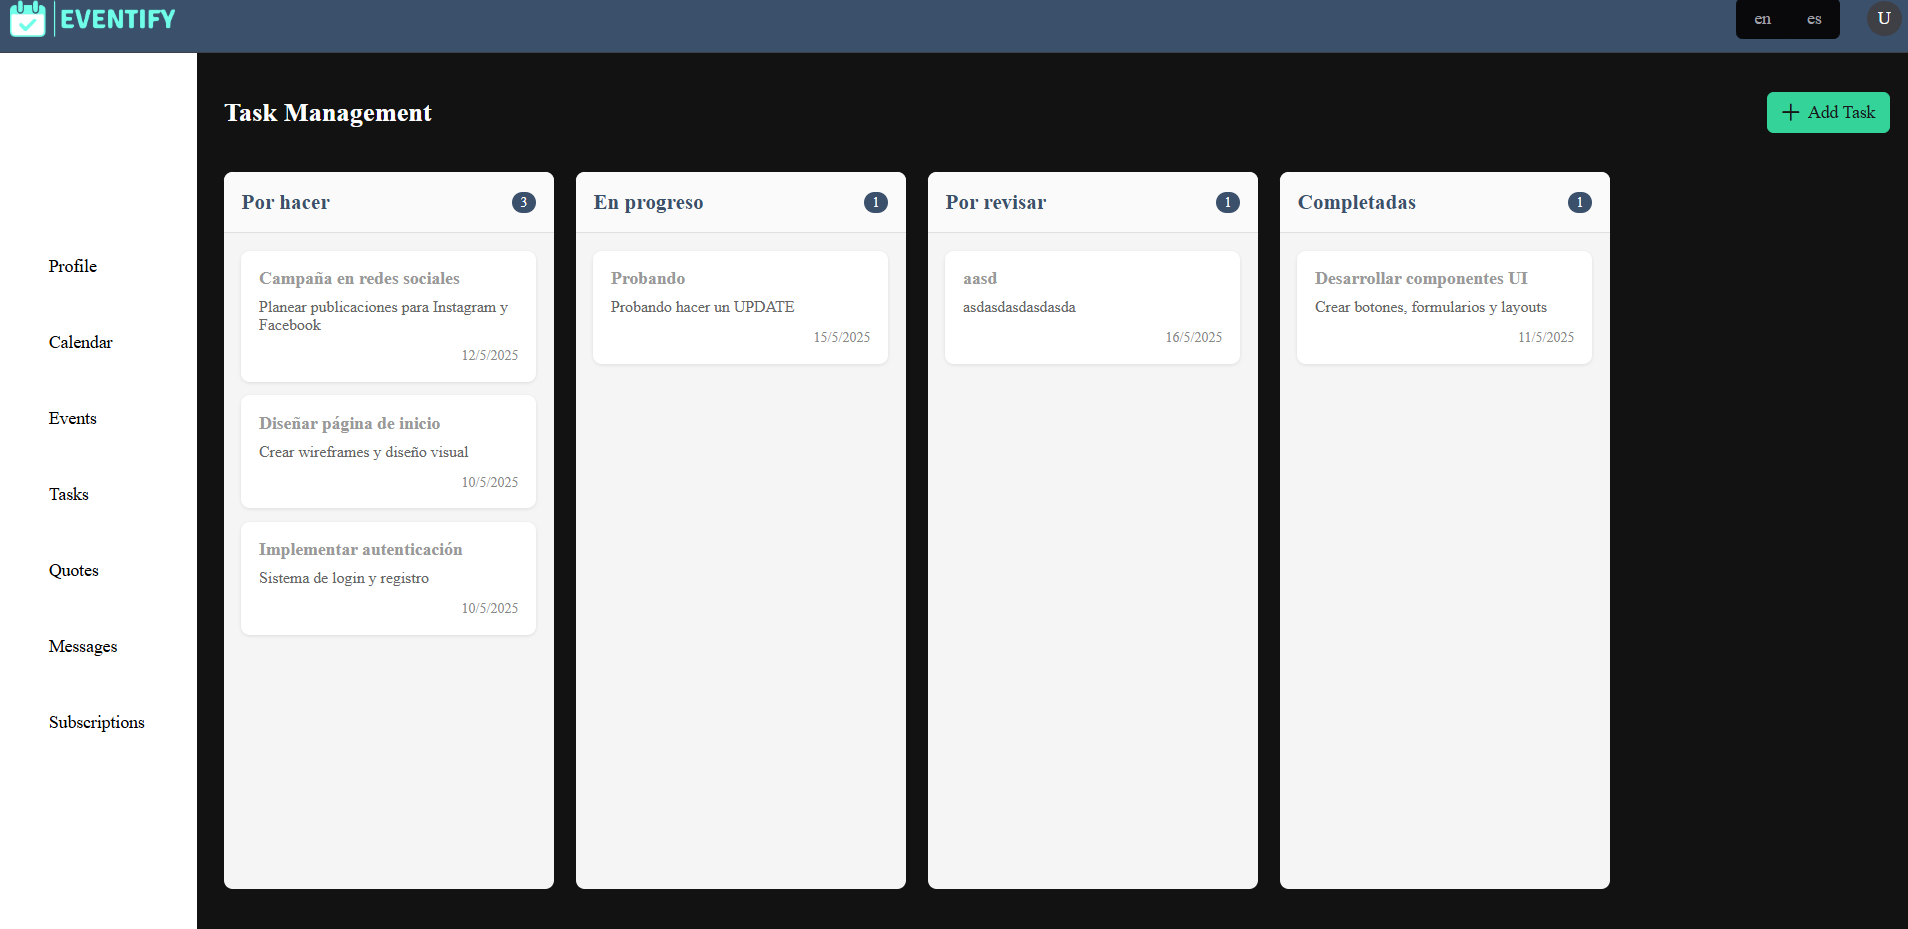 EVENTIFY
en es U
Task Management
Add Task
Profile
Calendar
Events
Tasks
Quotes
Messages
Subscriptions
Por hacer 3
Campaña en redes sociales
Planear publicaciones para Instagram y
Facebook
12/5/2025
Diseñar página de inicio
Crear wireframes y diseño visual
10/5/2025
Implementar autenticación
Sistema de login y registro
10/5/2025
En progreso 1
Probando
Probando hacer un UPDATE
15/5/2025
Por revisar 1
aasd
asdasdasdasdasda
16/5/2025
Completadas 1
Desarrollar componentes UI
Crear botones, formularios y layouts
11/5/2025